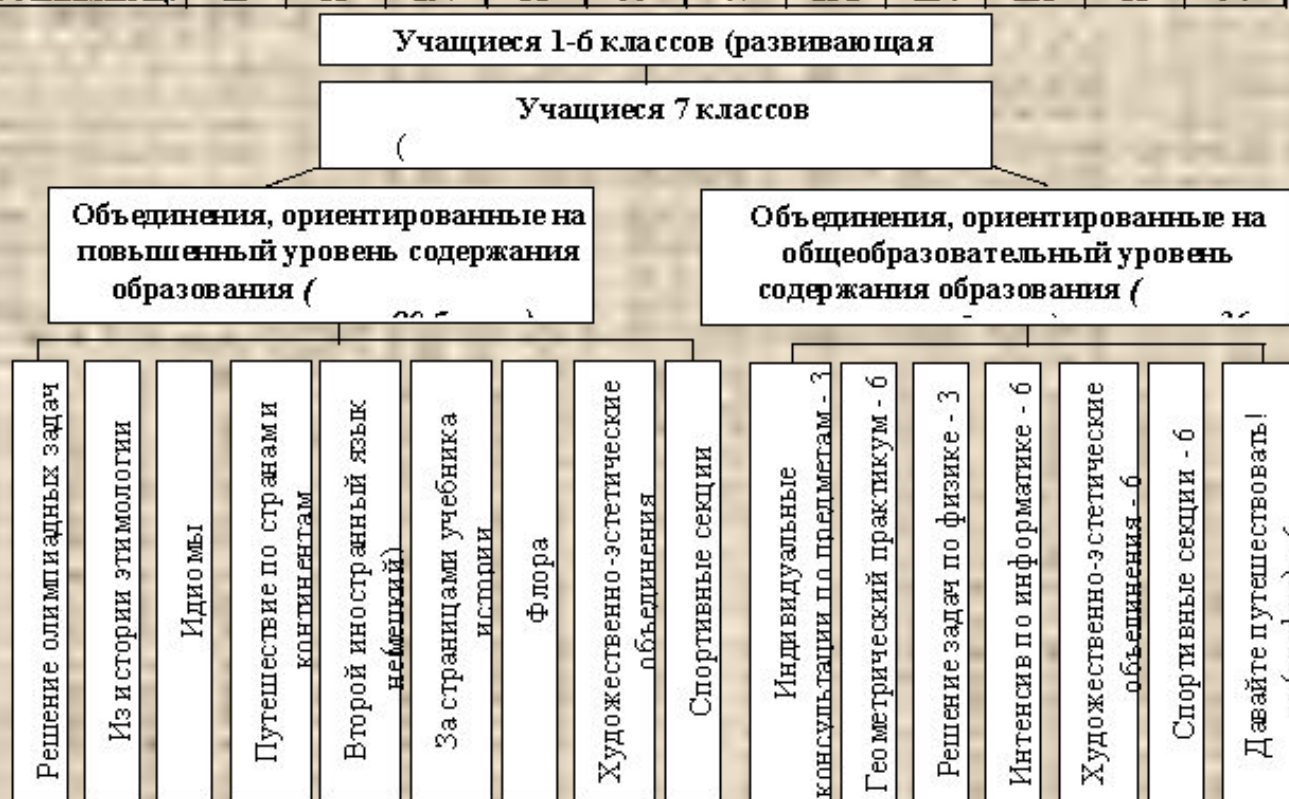 Учащиеся 1-6 классов (развивающая
Учащиеся 7 классов
(
Объединения, ориентированные на
повышенный уровень содержания
образования (
Объединения, ориентированные на
общеобразовательный уровень
содержания образования (
Решение олимпиадных задач
Из истории этимологии
Идиомы
Путешествие по странам и
континентам
Второй иностранный язык
немецкий)
За страницами учебника
истории
Флора
Художественно-эстетические
объединения
Спортивные секции
Индивидуальные
консультации по предметам - 3
Геометрический практикум - 6
Решение задач по физике - 3
Интенсив по информатике - 6
Художественно-эстетические
объединения - 6
Спортивные секции - 6
Давайте путешествовать!